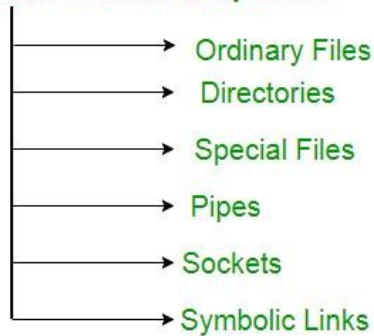 Ordinary Files
Directories
Special Files
Pipes
Sockets
Symbolic Links